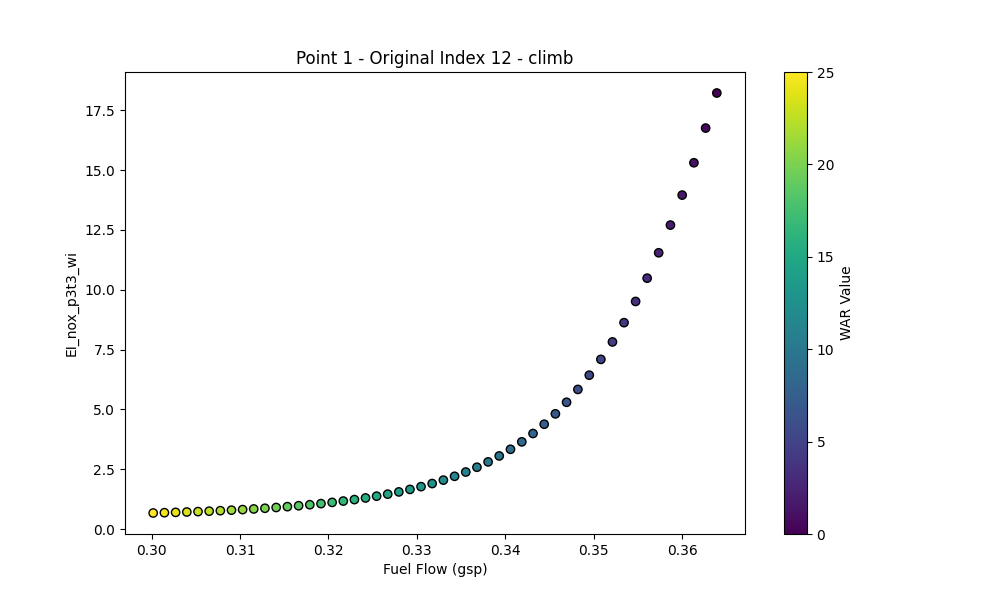 Point 1 - Original Index 12 - climb
17.5
15.0
12.5
10.0
7.5
5.0
2.5
0.0
EI_nox_p3t3_wi
0.30 0.31 0.32 0.33 0.34 0.35 0.36
Fuel Flow (gsp)
25
20
15
10
5
0
WAR Value